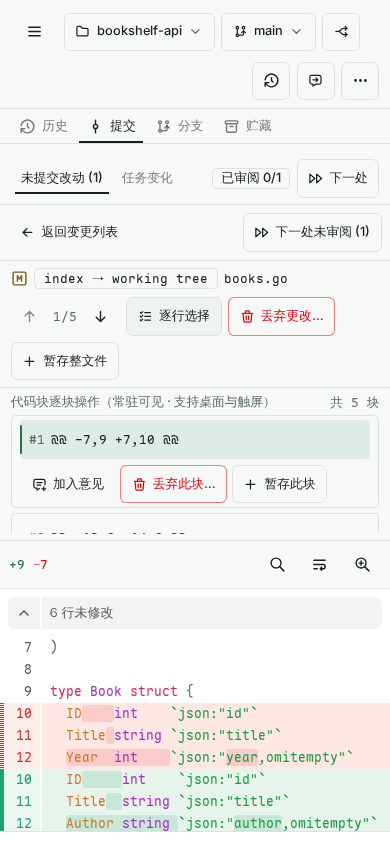 bookshelf-api main
历史 提交 分支 贮藏
未提交改动 (1) 任务变化 已审阅 0/1 下一处
返回变更列表 下一处未审阅 (1)
M index → working tree books.go
1/5 逐行选择 丢弃更改...
暂存整文件
代码块逐块操作（常驻可见 · 支持桌面与触屏） 共 5 块
#1 @@ -7,9 +7,10 @@
加入意见 丢弃此块... 暂存此块
+9 -7
6 行未修改
7 )
8
9 type Book struct {
10 ID int `json:"id"`
11 Title string `json:"title"`
12 Year int `json:"year,omitempty"`
10 ID int `json:"id"`
11 Title string `json:"title"`
12 Author string `json:"author,omitempty"`